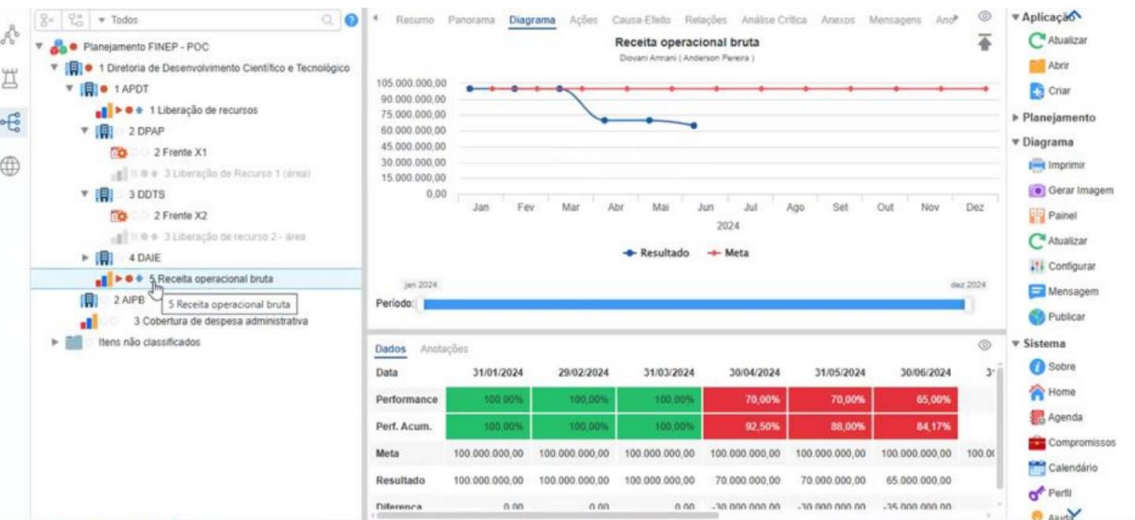 Todos
Planejamento FINEP - POC
1 Diretoria de Desenvolvimento Científico e Tecnológico
1 APDT
1 Liberação de recursos
2 DPAP
2 Frente X1
3 Liberação de Recurso 1 (área)
3 DDTS
2 Frente X2
3 Liberação de recurso 2 - área
4 DAIE
5 Receita operacional bruta
2 AIPB
5 Receita operacional bruta
3 Cobertura de despesa administrativa
Itens não classificados
Resumo Panorama Diagrama Ações Causa-Efeito Relações Análise Crítica Anexos Mensagens Ano
Receita operacional bruta
Diovani Armani ( Anderson Pereira )
105.000.000,00
90.000.000,00
75.000.000,00
60.000.000,00
45.000.000,00
30.000.000,00
15.000.000,00
0,00
Jan Fev Mar Abr Mai Jun Jul Ago Set Out Nov Dez
2024
Resultado Meta
jan 2024 dez 2024
Período:
Dados Anotações
Data 31/01/2024 29/02/2024 31/03/2024 30/04/2024 31/05/2024 30/06/2024 3
Performance 100,00% 100,00% 100,00% 70,00% 70,00% 65,00%
Perf. Acum. 100,00% 100,00% 100,00% 92,50% 88,00% 84,17%
Meta 100.000.000,00 100.000.000,00 100.000.000,00 100.000.000,00 100.000.000,00 100.000.000,00 100.00
Resultado 100.000.000,00 100.000.000,00 100.000.000,00 70.000.000,00 70.000.000,00 65.000.000,00
Diferença 0,00 0,00 0,00 -30.000.000,00 -30.000.000,00 -35.000.000,00
Aplicação
Atualizar
Abrir
Criar
Planejamento
Diagrama
Imprimir
Gerar Imagem
Painel
Atualizar
Configurar
Mensagem
Publicar
Sistema
Sobre
Home
Agenda
Compromissos
Calendário
Perfil
Ajuda